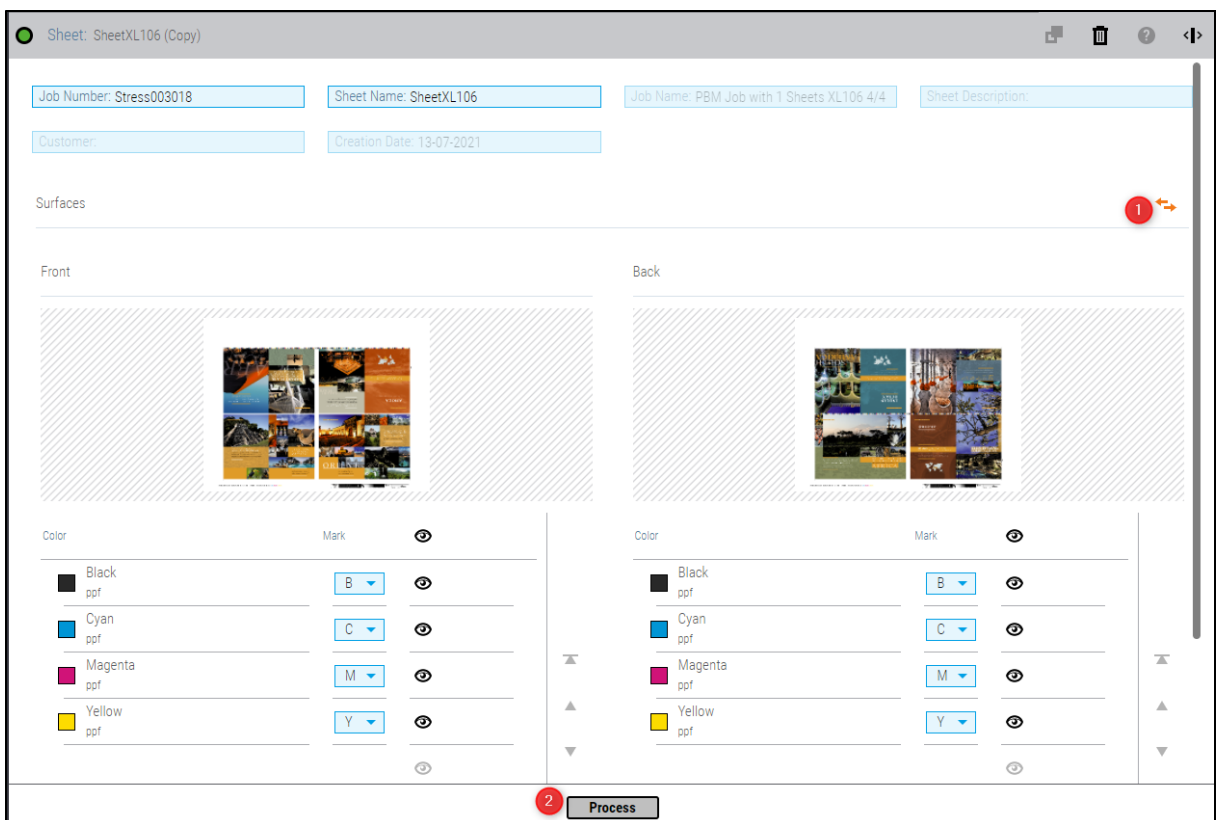 Sheet: SheetXL106 (Copy)
Job Number: Stress003018
Sheet Name: SheetXL106
Job Name: PBM Job with 1 Sheets XL106 4/4
Sheet Description:
Customer:
Creation Date: 13-07-2021
Surfaces
1
Front
Back
ORIENT
Color
Mark
Color
Mark
Black
ppf
B
Black
ppf
B
Cyan
ppf
C
Cyan
ppf
C
Magenta
ppf
M
Magenta
ppf
M
Yellow
ppf
Y
Yellow
ppf
Y
2
Process